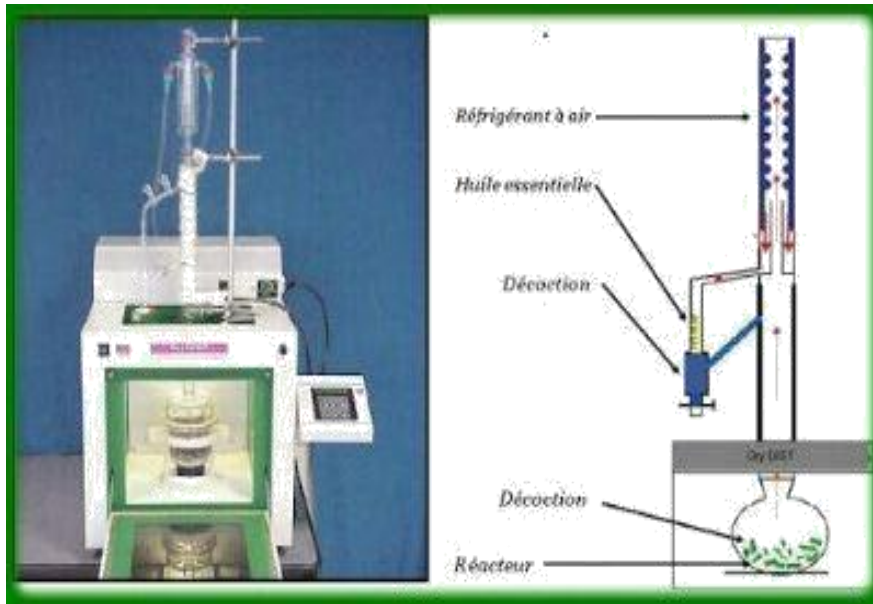 Réfrigérant à air
Huile essentielle
Décoction
Décoction
Réacteur